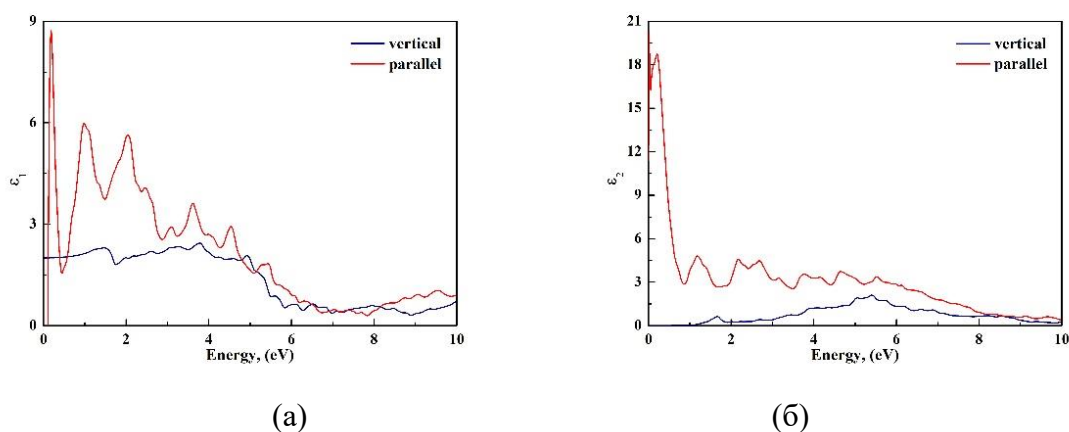 9
6
3
0
ε1
0 2 4 6 8 10
Energy, (eV)
vertical
parallel
21
18
15
12
9
6
3
0
ε2
0 2 4 6 8 10
Energy, (eV)
vertical
parallel
(а)
(б)